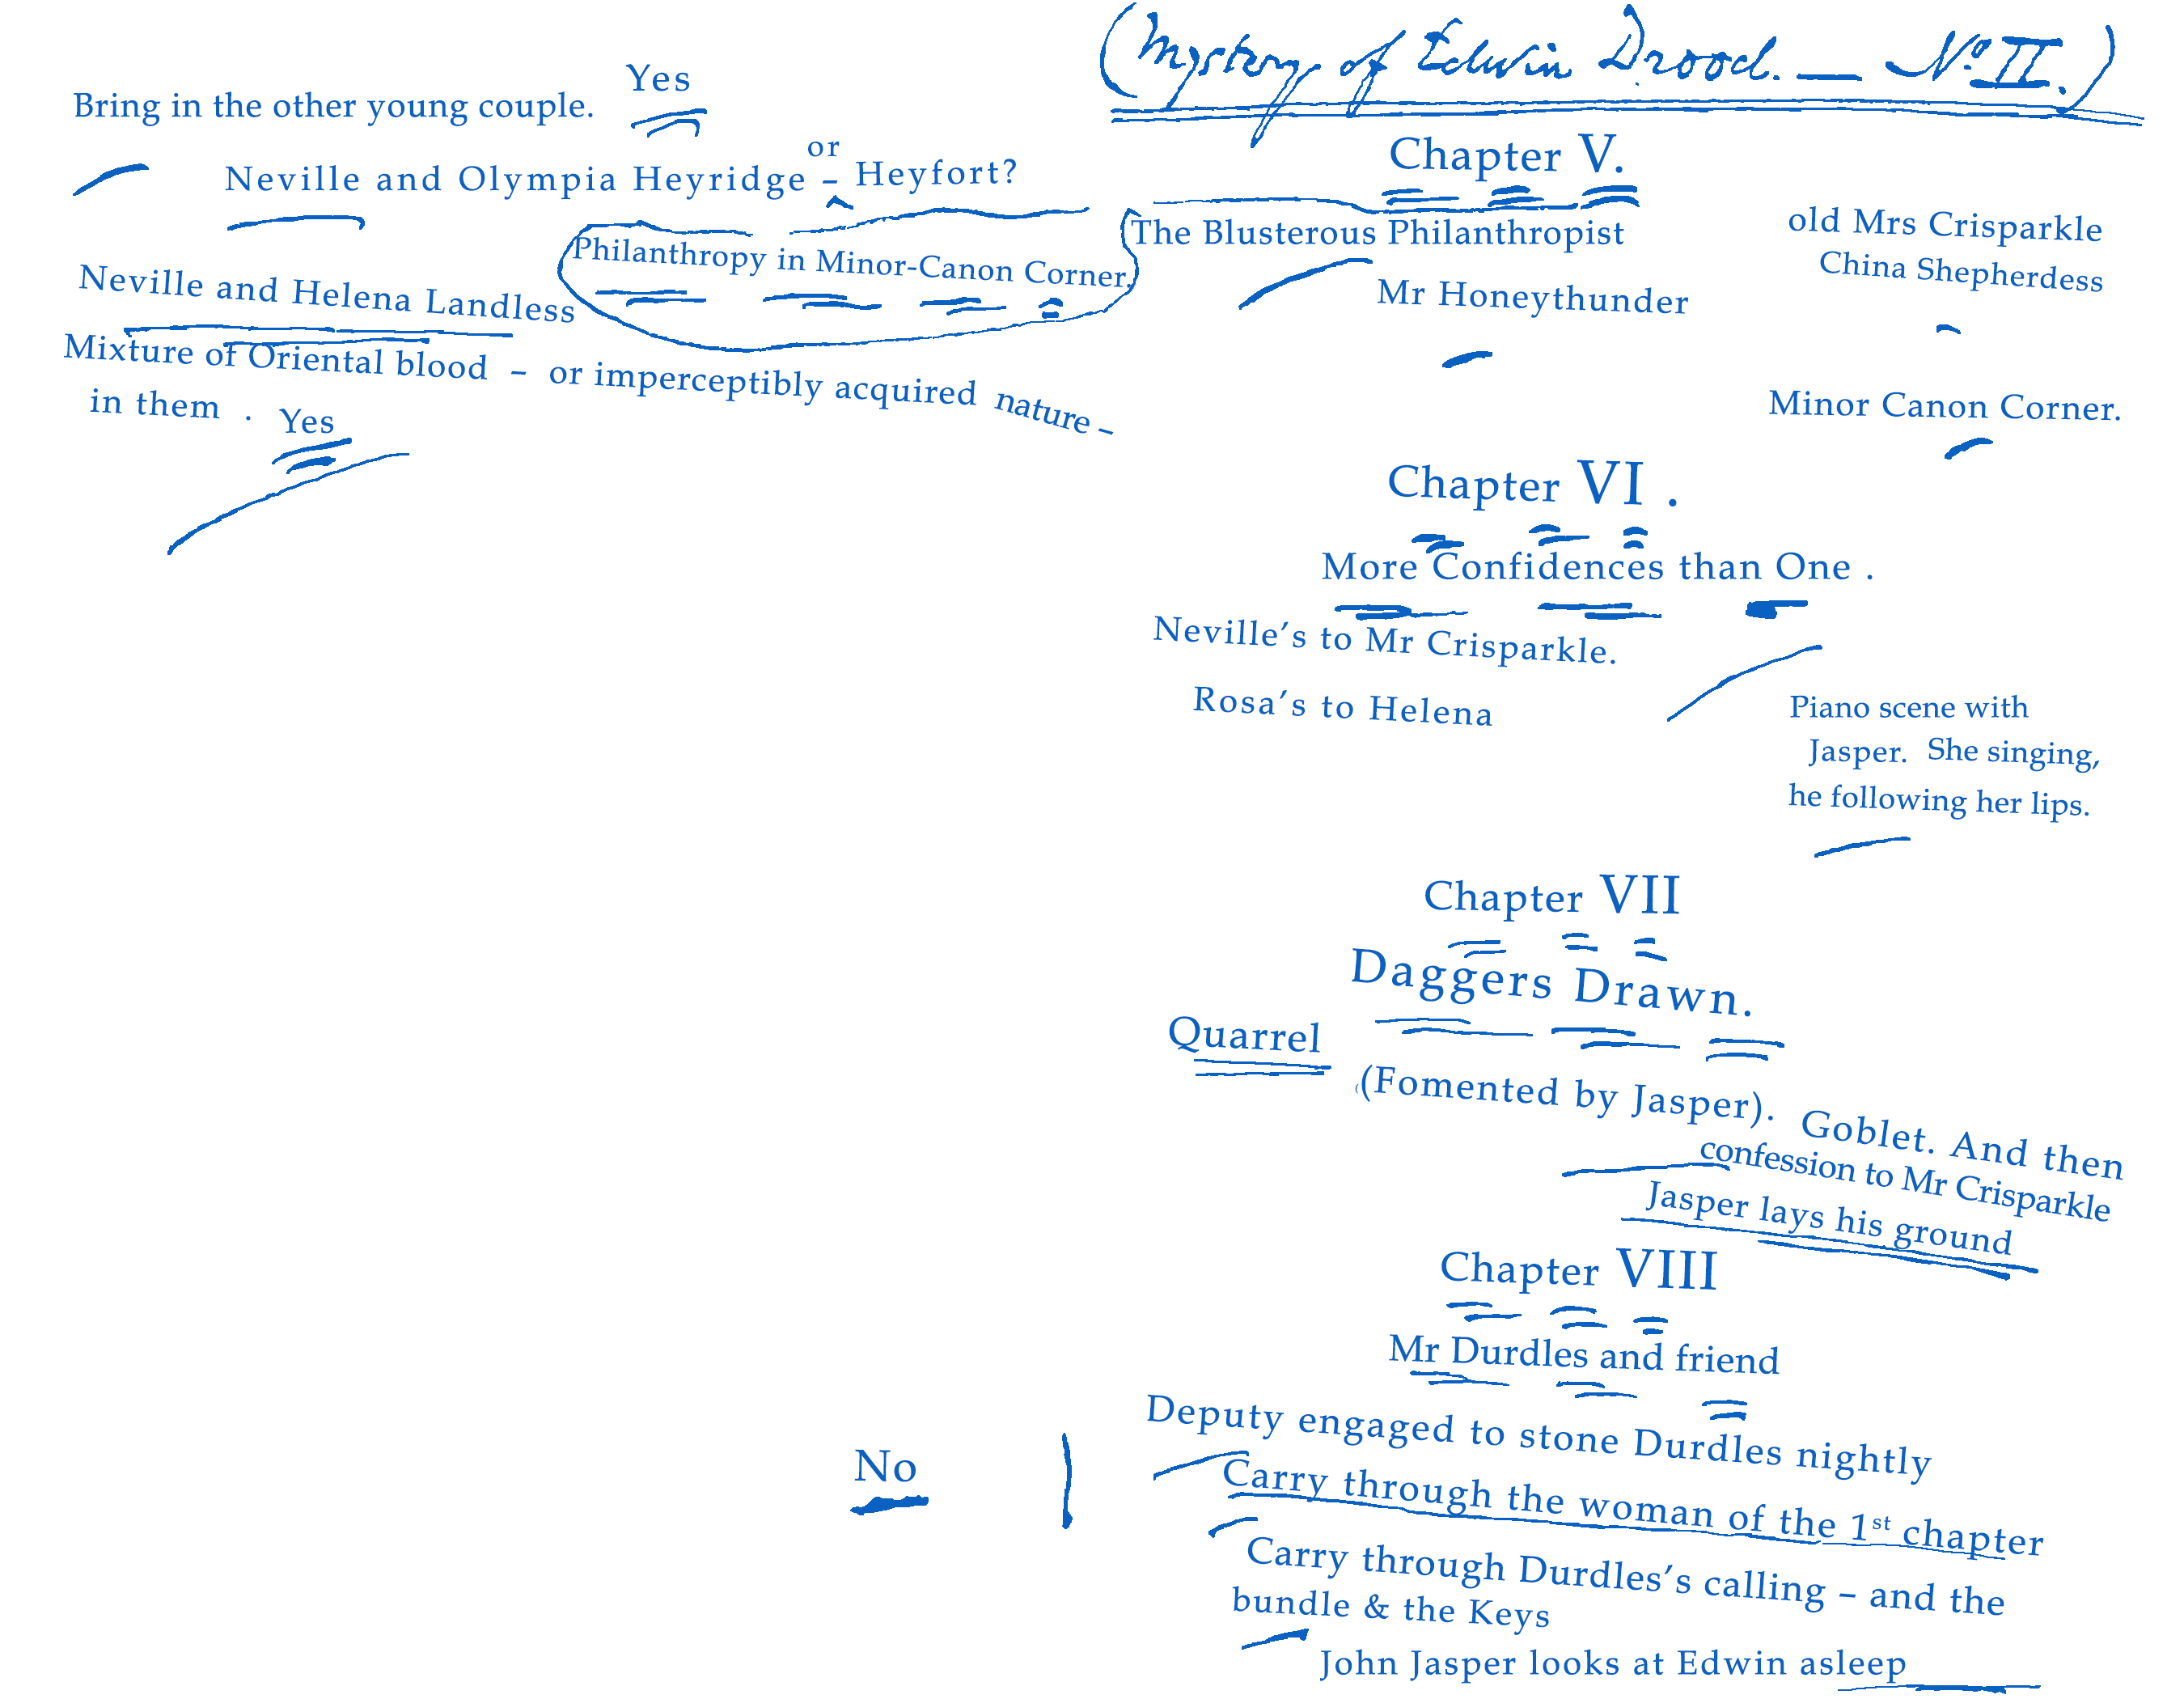 Bring in the other young couple. Yes
Neville and Olympia Heyridge – or Heyfort?
Philanthropy in Minor-Canon Corner.
Neville and Helena Landless
Mixture of Oriental blood – or imperceptibly acquired nature –
in them . Yes
(Mystery of Edwin Drood. — No. II.)
Chapter V.
The Blusterous Philanthropist
Mr Honeythunder
old Mrs Crisparkle
China Shepherdess
Minor Canon Corner.
Chapter VI .
More Confidences than One .
Neville's to Mr Crisparkle.
Rosa's to Helena
Piano scene with
Jasper. She singing,
he following her lips.
Chapter VII
Daggers Drawn.
Quarrel
(Fomented by Jasper). Goblet. And then
confession to Mr Crisparkle
Jasper lays his ground
Chapter VIII
Mr Durdles and friend
Deputy engaged to stone Durdles nightly
No
Carry through the woman of the 1st chapter
Carry through Durdles's calling – and the
bundle & the Keys
John Jasper looks at Edwin asleep